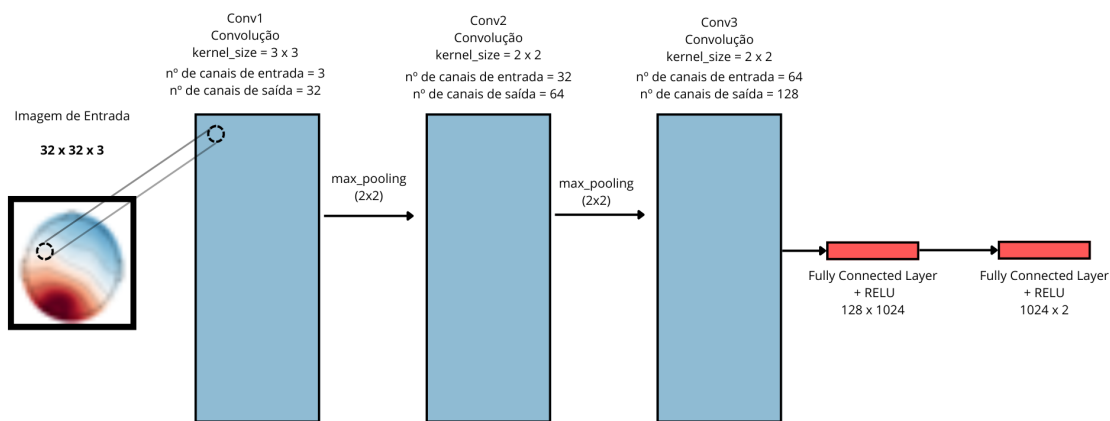 Imagem de Entrada
32 x 32 x 3
Conv1
Convolução
kernel_size = 3 x 3
nº de canais de entrada = 3
nº de canais de saída = 32
max_pooling
(2x2)
Conv2
Convolução
kernel_size = 2 x 2
nº de canais de entrada = 32
nº de canais de saída = 64
max_pooling
(2x2)
Conv3
Convolução
kernel_size = 2 x 2
nº de canais de entrada = 64
nº de canais de saída = 128
Fully Connected Layer
+ RELU
128 x 1024
Fully Connected Layer
+ RELU
1024 x 2